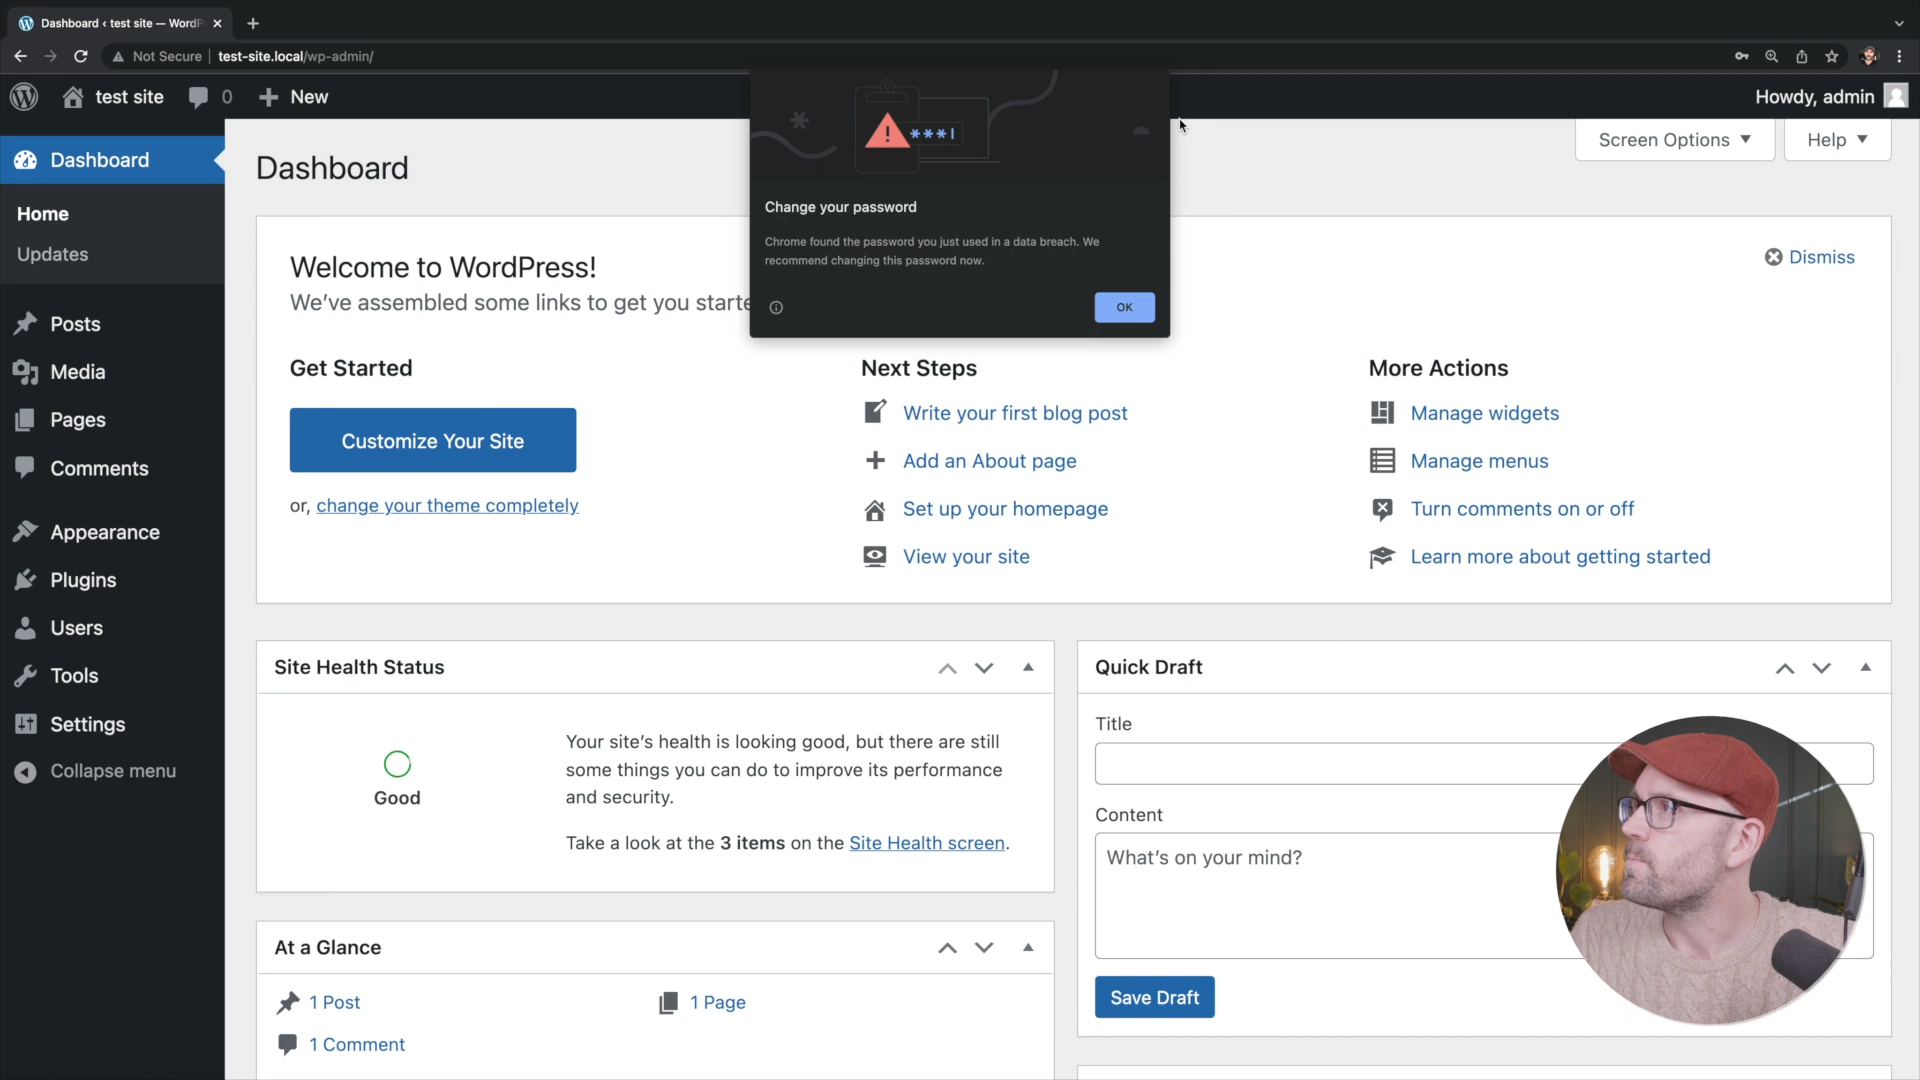 Dashboard ‹ test site — WordP
Not Secure
test-site.local/wp-admin/
test site
0
New
Howdy, admin
Dashboard
Home
Updates
Posts
Media
Pages
Comments
Appearance
Plugins
Users
Tools
Settings
Collapse menu
Screen Options
Help
Dashboard
***
Change your password
Chrome found the password you just used in a data breach. We
recommend changing this password now.
OK
Welcome to WordPress!
We’ve assembled some links to get you starte
Dismiss
Get Started
Customize Your Site
or, change your theme completely
Next Steps
Write your first blog post
Add an About page
Set up your homepage
View your site
More Actions
Manage widgets
Manage menus
Turn comments on or off
Learn more about getting started
Site Health Status
Good
Your site’s health is looking good, but there are still
some things you can do to improve its performance
and security.
Take a look at the 3 items on the Site Health screen.
At a Glance
1 Post
1 Page
1 Comment
Quick Draft
Title
Content
What’s on your mind?
Save Draft